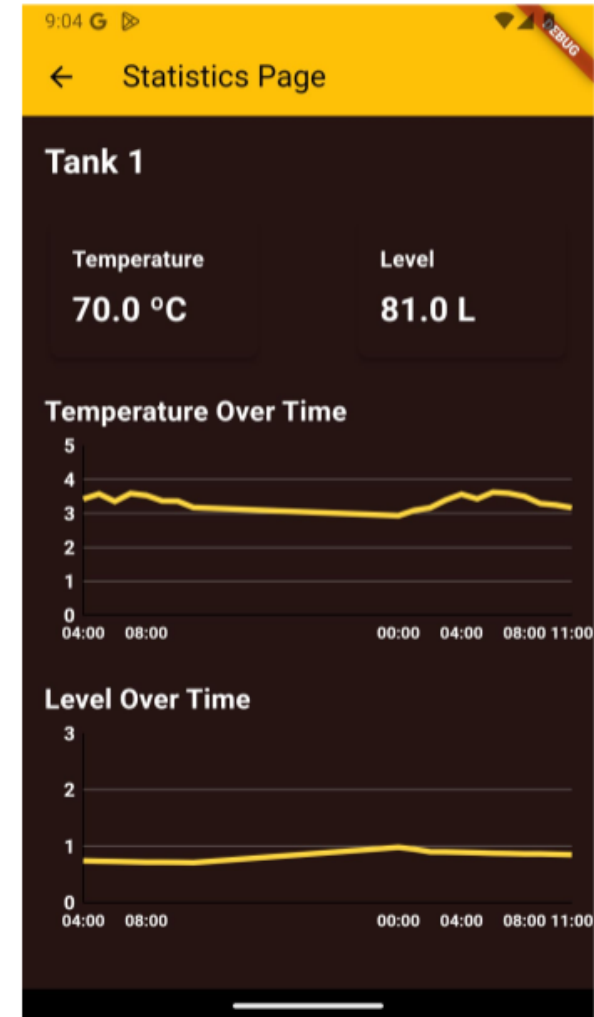 9:04 G
DEBUG
Statistics Page
Tank 1
Temperature
70.0 ºC
Level
81.0 L
Temperature Over Time
5
4
3
2
1
0
04:00 08:00 00:00 04:00 08:00 11:00
Level Over Time
3
2
1
0
04:00 08:00 00:00 04:00 08:00 11:00